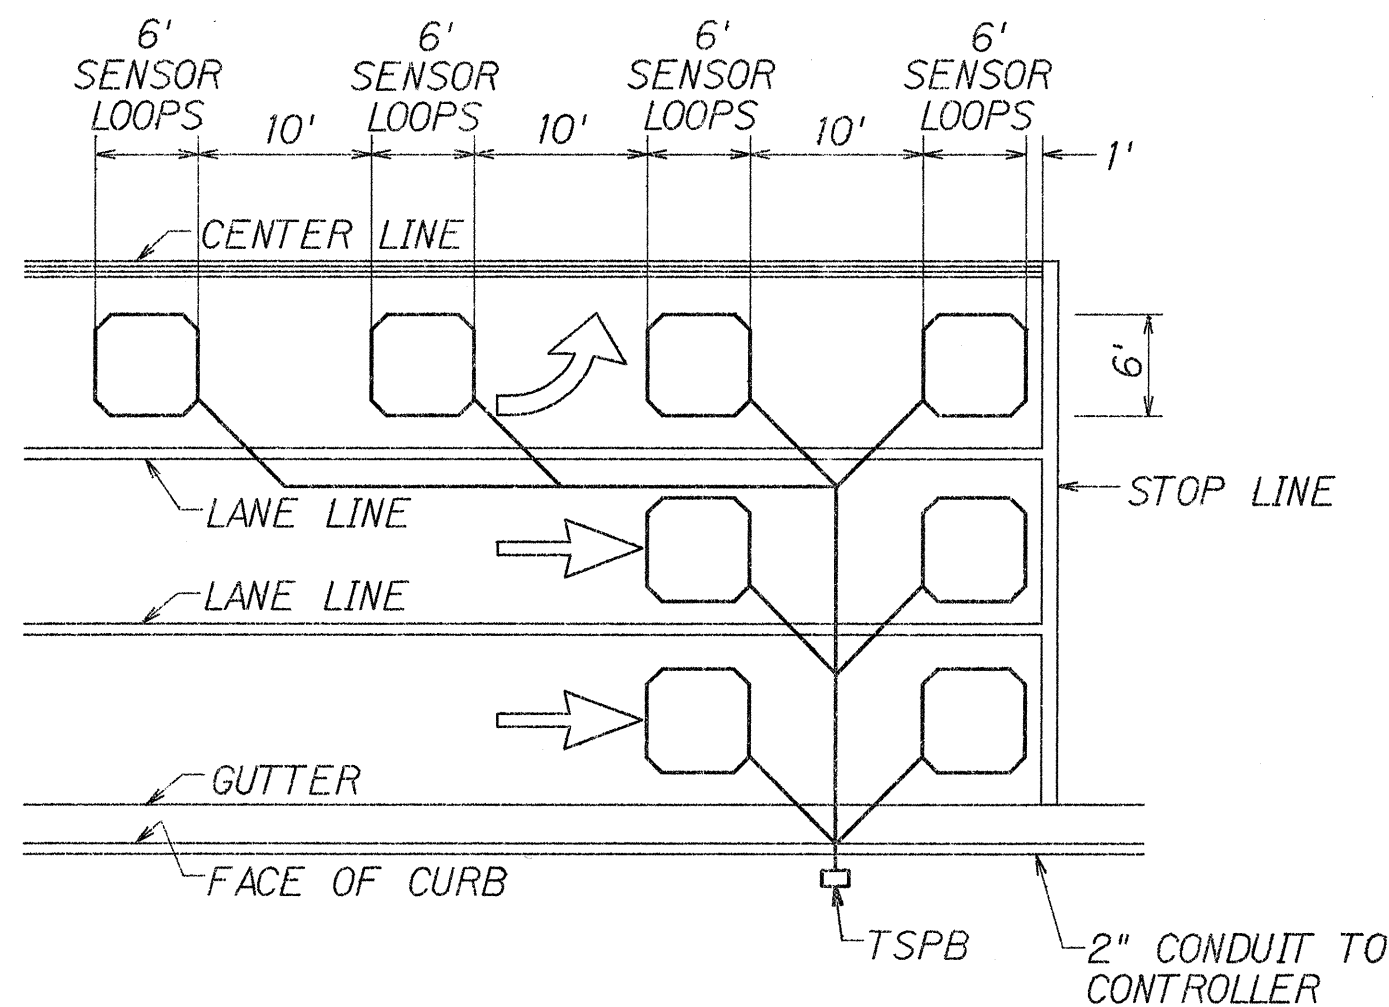 6' 6' 6' 6'
SENSOR SENSOR SENSOR SENSOR
LOOPS LOOPS LOOPS LOOPS
10' 10' 10' 1'
CENTER LINE
6'
STOP LINE
LANE LINE
LANE LINE
GUTTER
FACE OF CURB
TSPB
2" CONDUIT TO
CONTROLLER